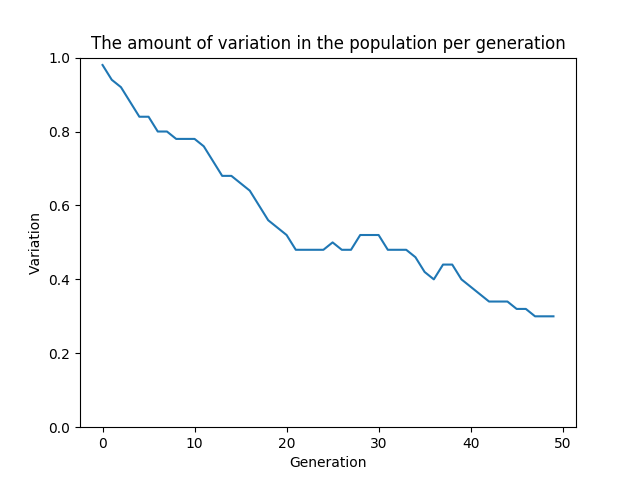 The amount of variation in the population per generation
1.0
0.8
0.6
0.4
0.2
0.0
Variation
0 10 20 30 40 50
Generation